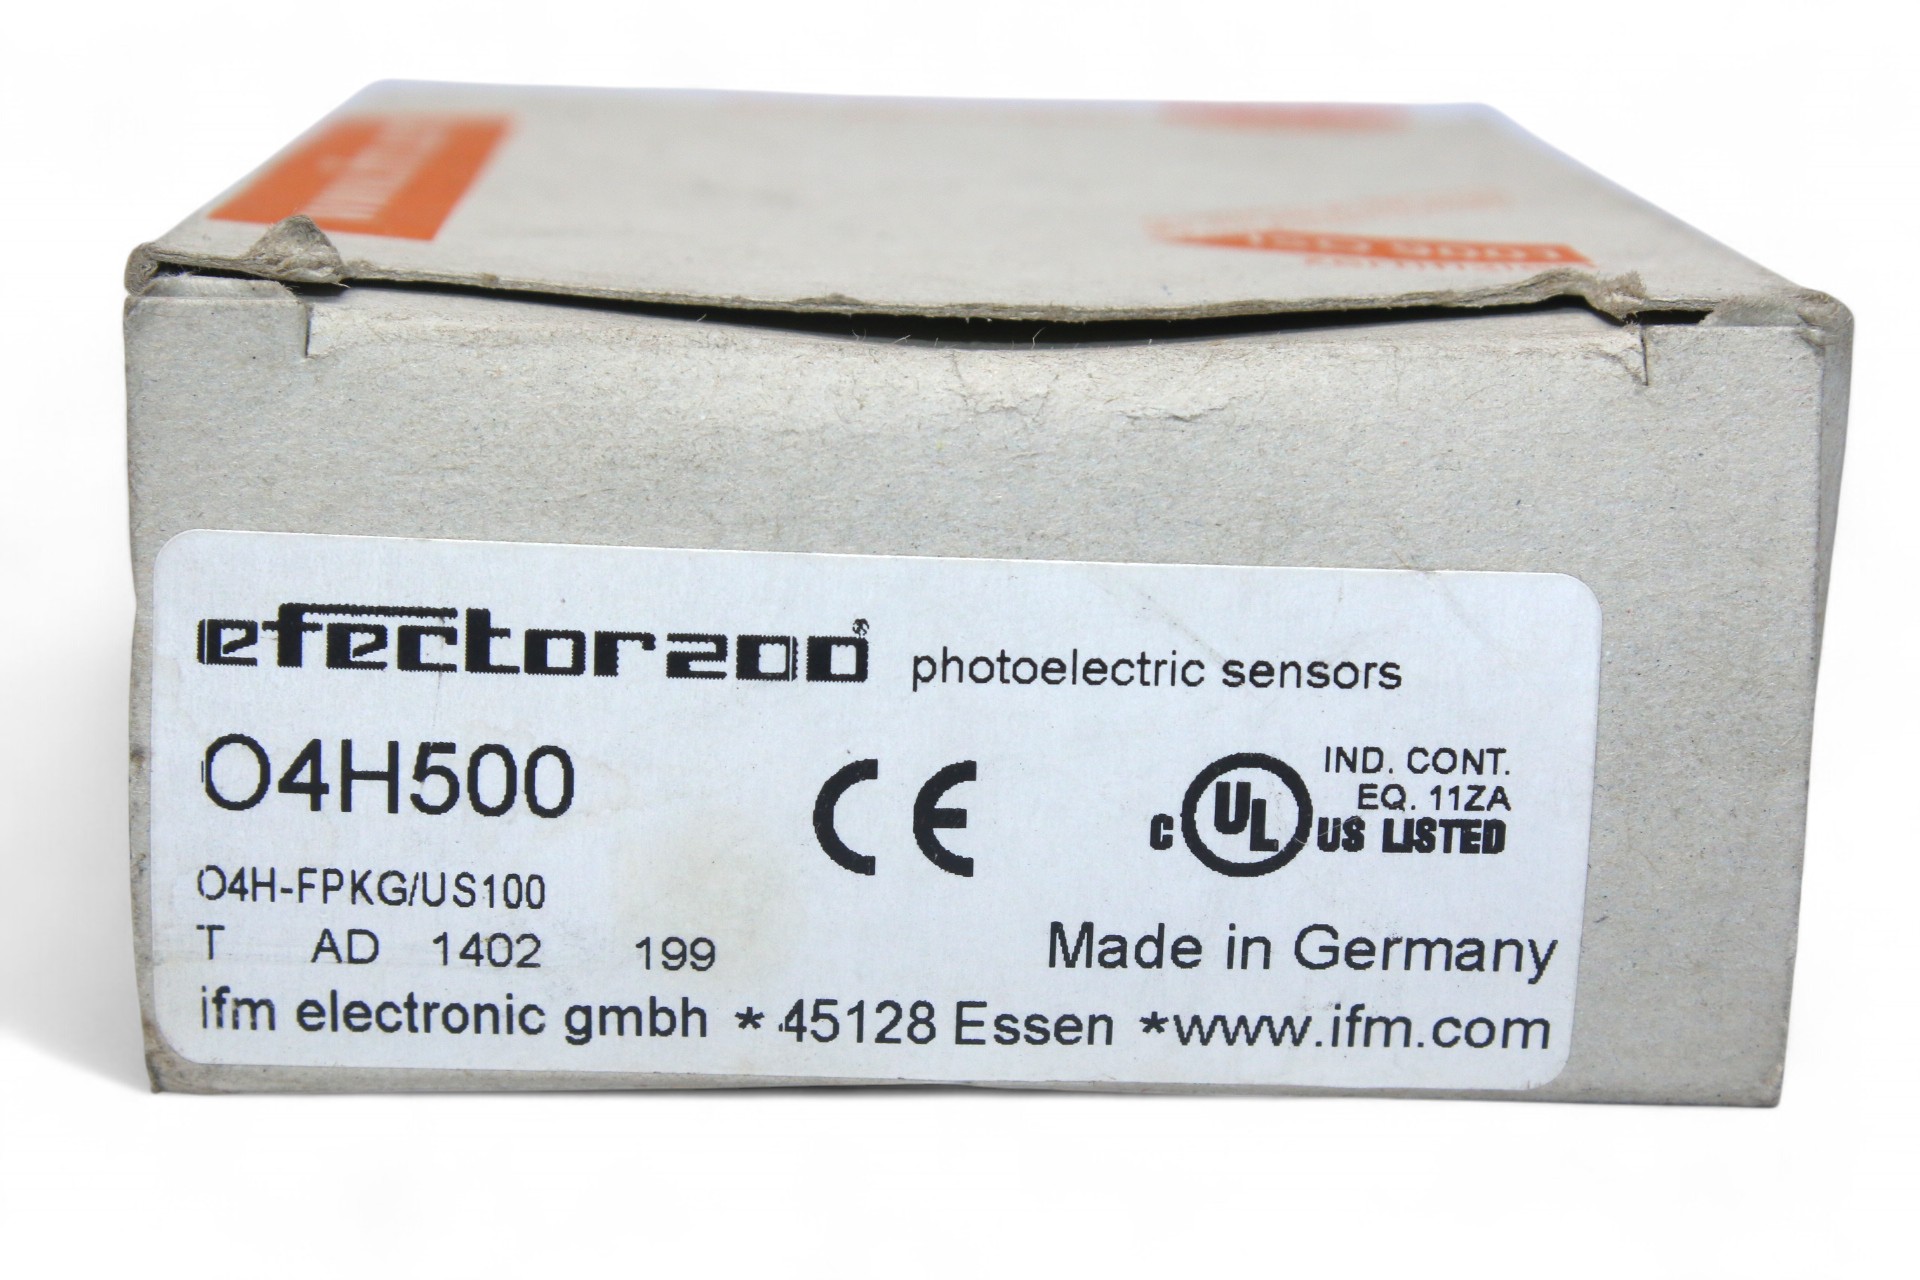 efector200® photoelectric sensors
O4H500
CE
IND. CONT.
EQ. 11ZA
c UL US LISTED
O4H-FPKG/US100
T AD 1402 199
Made in Germany
ifm electronic gmbh * 45128 Essen *www.ifm.com